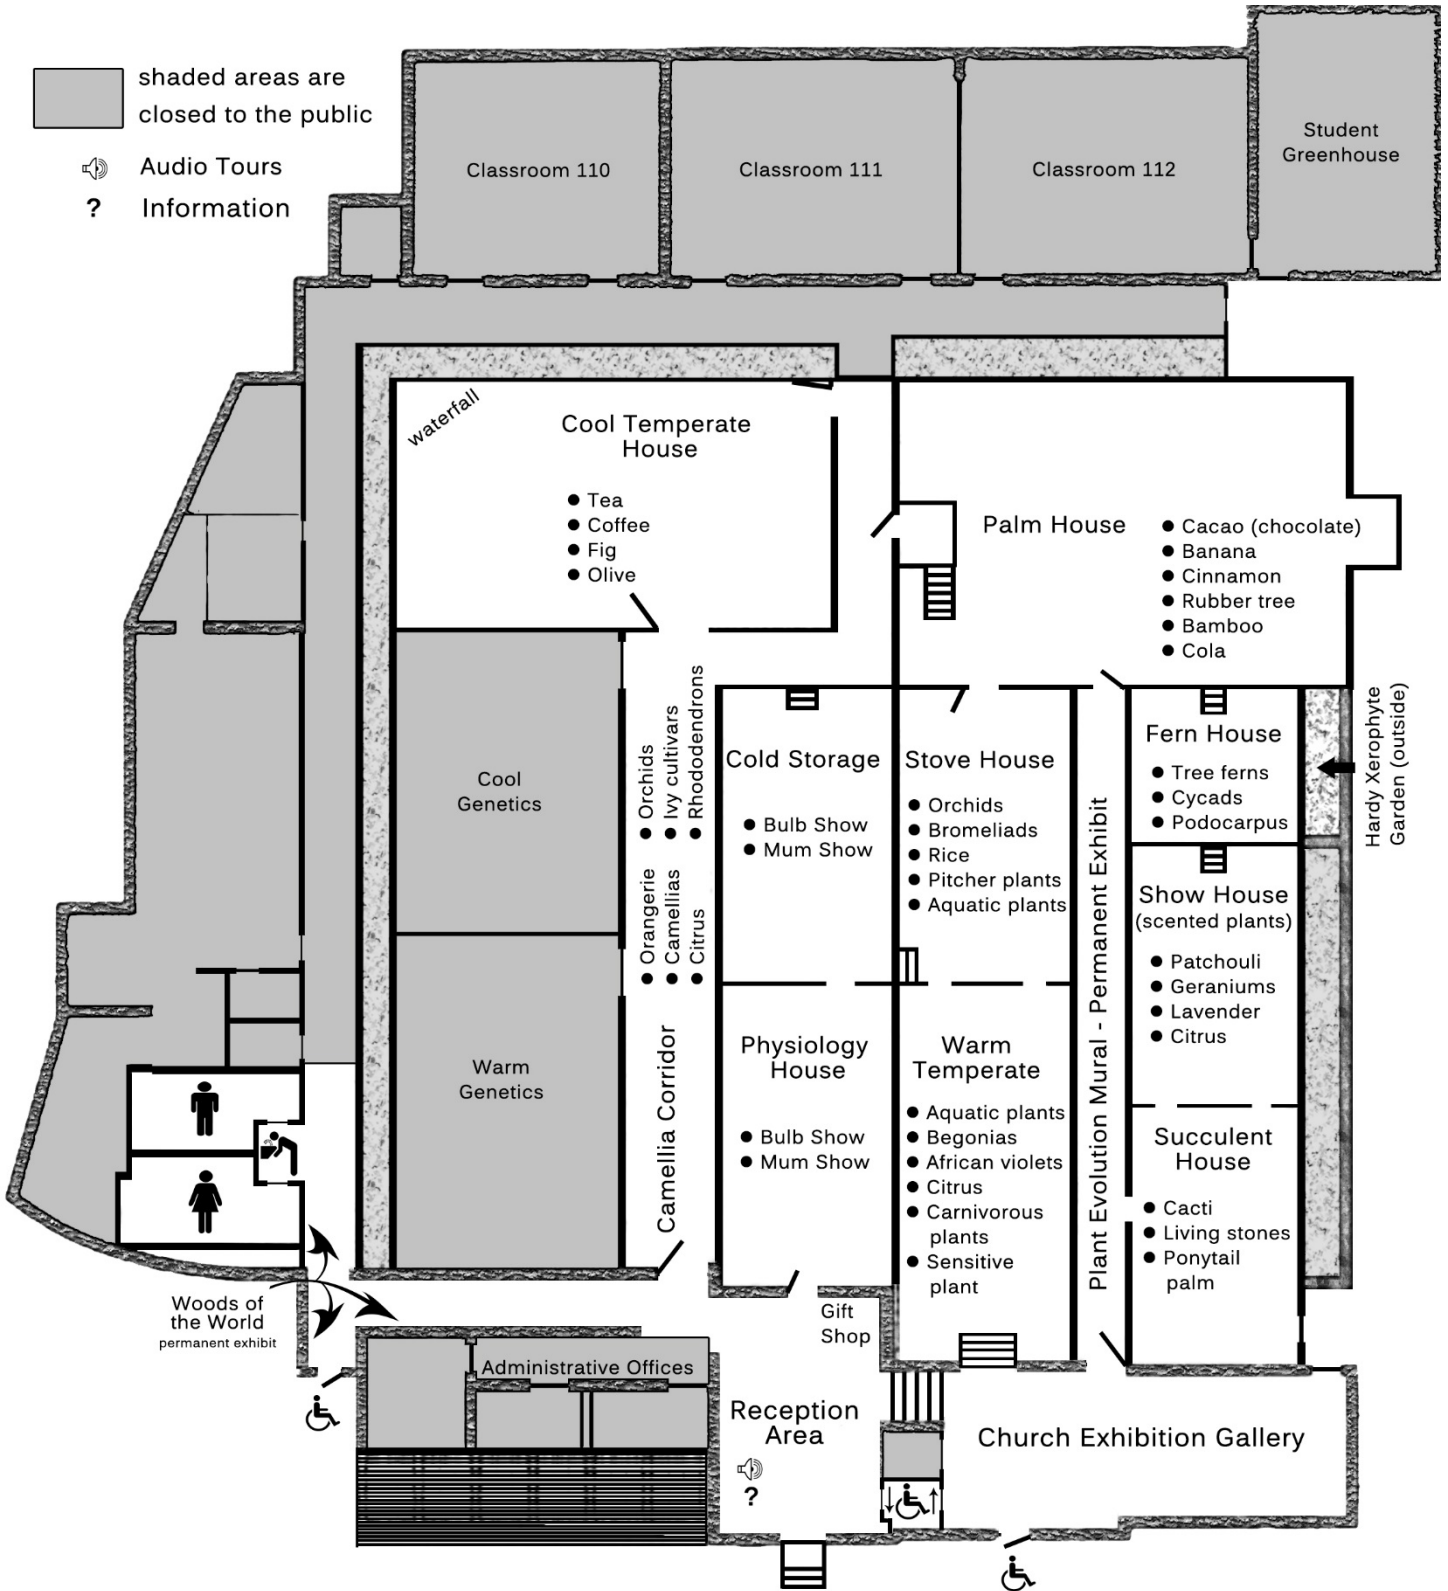 shaded areas are
closed to the public
Audio Tours
? Information
Classroom 110
Classroom 111
Classroom 112
Student
Greenhouse
waterfall
Cool Temperate
House
● Tea
● Coffee
● Fig
● Olive
Palm House
● Cacao (chocolate)
● Banana
● Cinnamon
● Rubber tree
● Bamboo
● Cola
Cool
Genetics
Warm
Genetics
● Orchids
● Ivy cultivars
● Rhododendrons
● Orangerie
● Camellias
● Citrus
Camellia Corridor
Cold Storage
● Bulb Show
● Mum Show
Physiology
House
● Bulb Show
● Mum Show
Stove House
● Orchids
● Bromeliads
● Rice
● Pitcher plants
● Aquatic plants
Warm
Temperate
● Aquatic plants
● Begonias
● African violets
● Citrus
● Carnivorous
plants
● Sensitive
plant
Plant Evolution Mural - Permanent Exhibit
Fern House
● Tree ferns
● Cycads
● Podocarpus
Hardy Xerophyte
Garden (outside)
Show House
(scented plants)
● Patchouli
● Geraniums
● Lavender
● Citrus
Succulent
House
● Cacti
● Living stones
● Ponytail
palm
Woods of
the World
permanent exhibit
Gift
Shop
Administrative Offices
Reception
Area
?
Church Exhibition Gallery